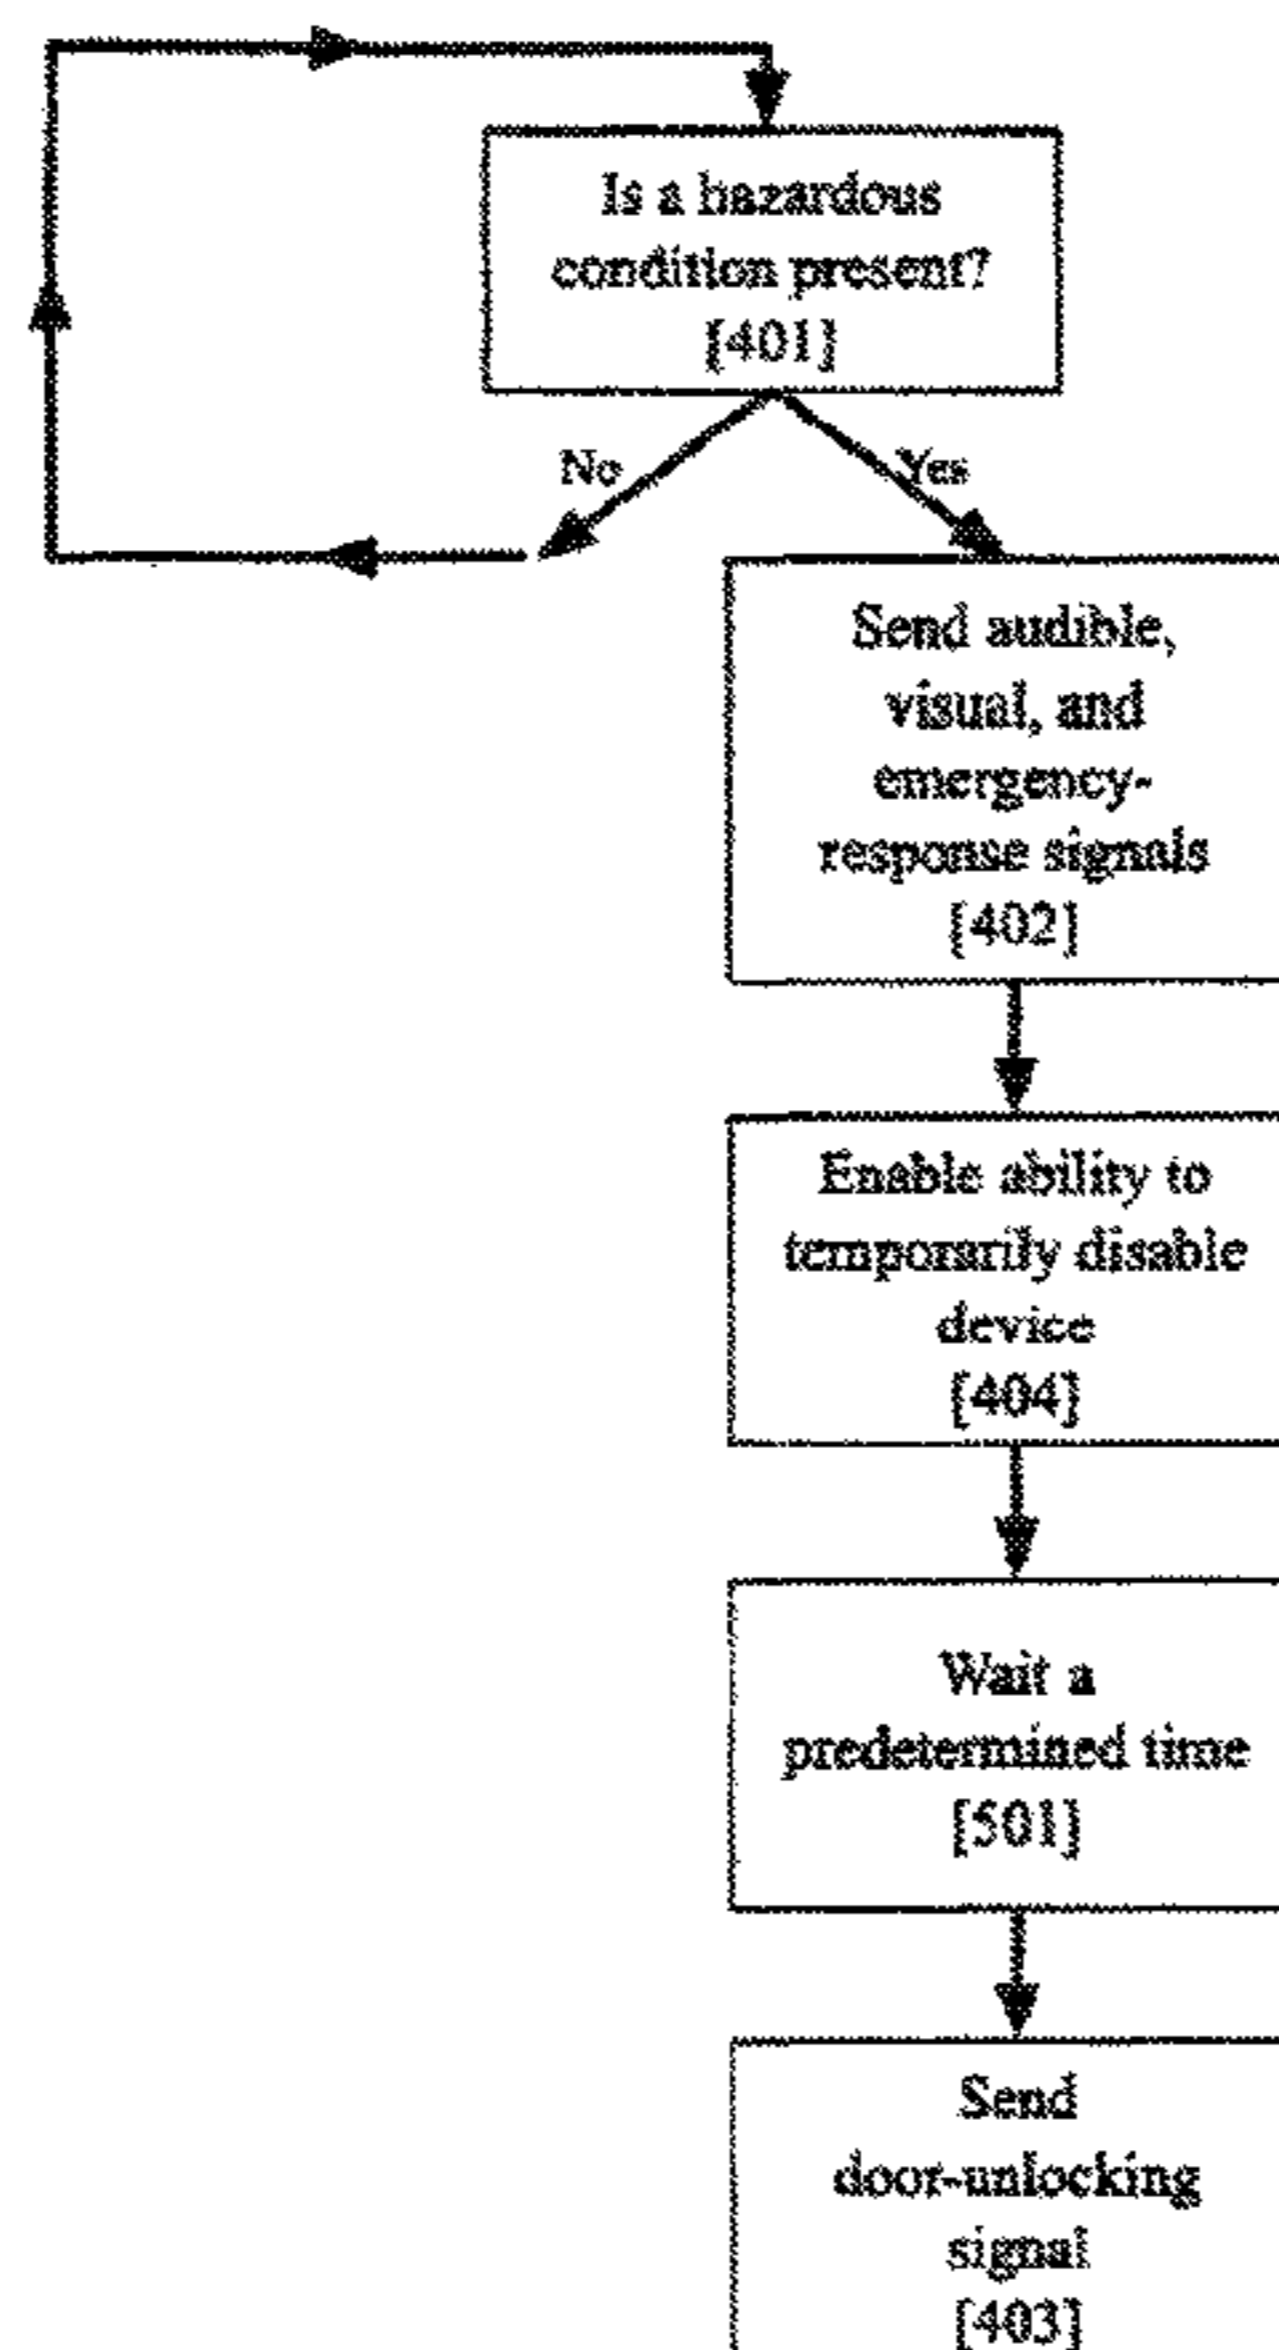 Is a hazardous
condition present?
[401]
No
Yes
Send audible,
visual, and
emergency-
response signals
[402]
Enable ability to
temporarily disable
device
[404]
Wait a
predetermined time
[501]
Send
door-unlocking
signal
[403]